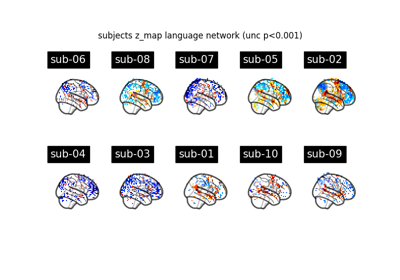 subjects z_map language network (unc p<0.001)
sub-06 sub-08 sub-07 sub-05 sub-02
sub-04 sub-03 sub-01 sub-10 sub-09